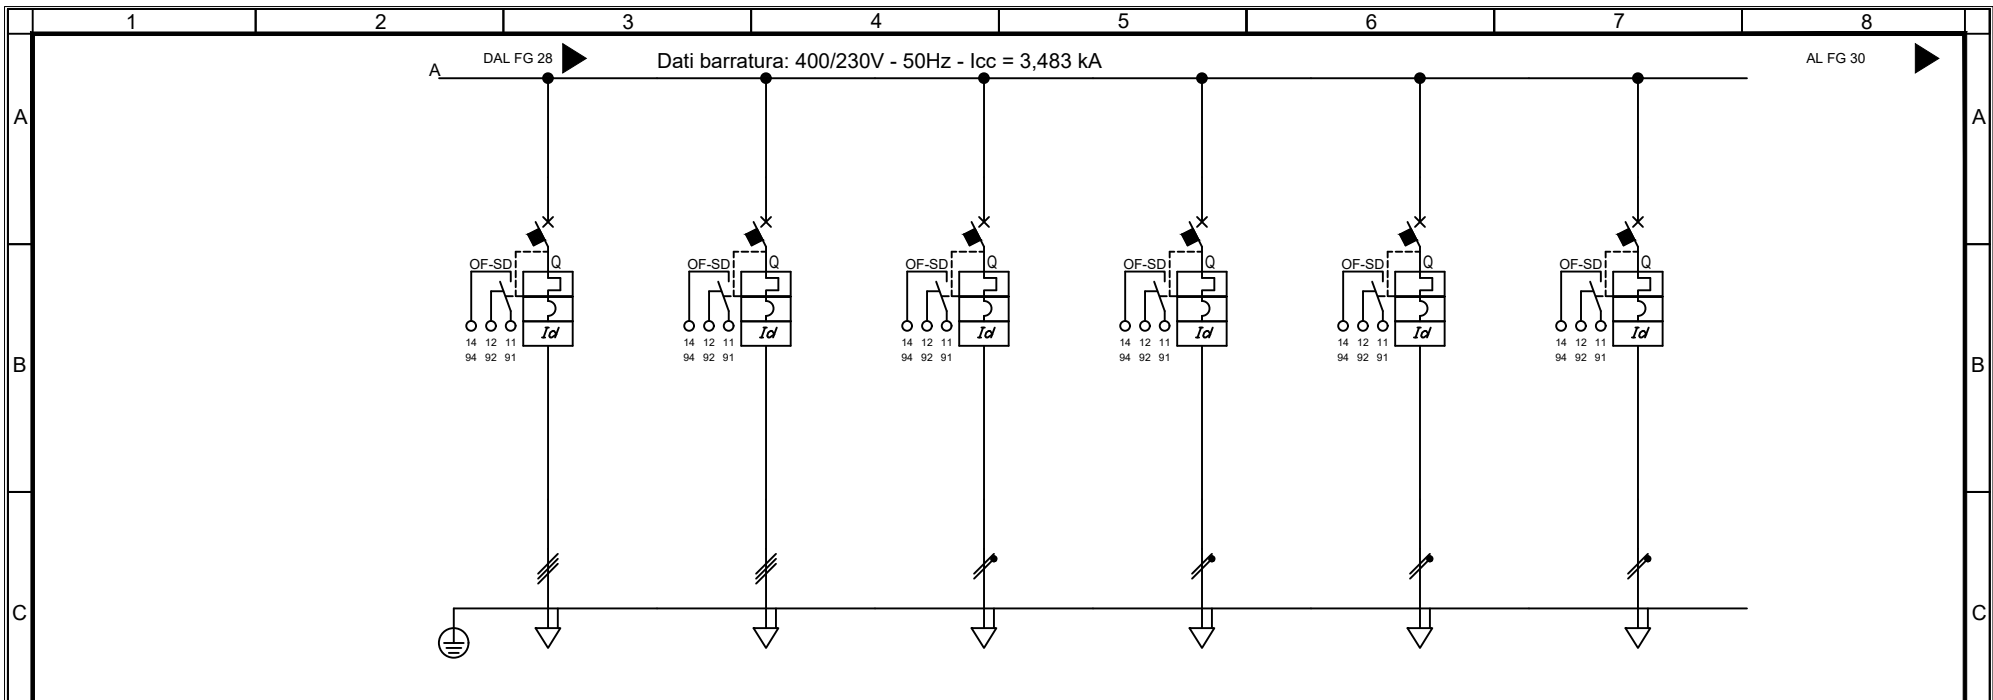 1 2 3 4 5 6 7 8
DAL FG 28 Dati barratura: 400/230V - 50Hz - Icc = 3,483 kA AL FG 30
A
A A
OF-SD Q OF-SD Q OF-SD Q OF-SD Q OF-SD Q OF-SD Q
Id Id Id Id Id Id
14 12 11 14 12 11 14 12 11 14 12 11 14 12 11 14 12 11
94 92 91 94 92 91 94 92 91 94 92 91 94 92 91 94 92 91
B B
C C